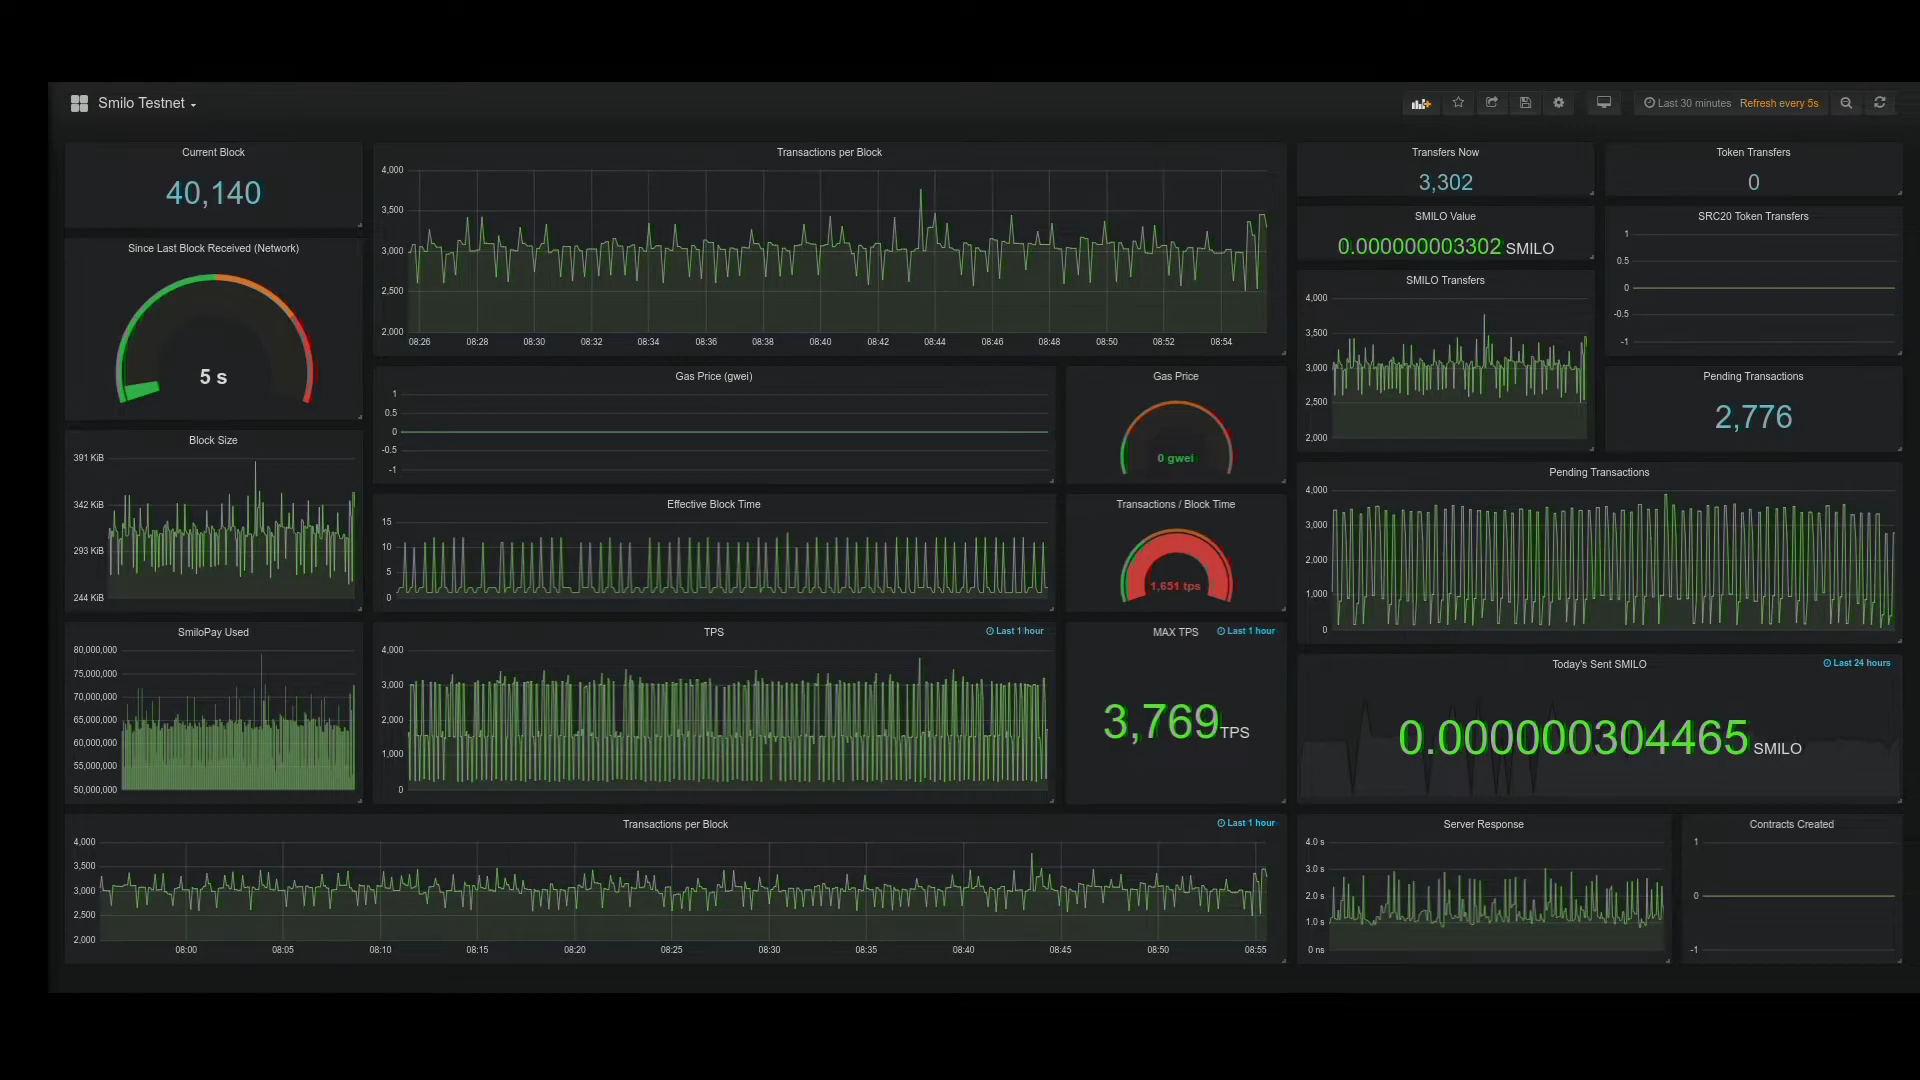 Smilo Testnet
Last 30 minutes Refresh every 5s
Current Block
40,140
Since Last Block Received (Network)
5 s
Block Size
391 KiB
342 KiB
293 KiB
244 KiB
SmiloPay Used
80,000,000
75,000,000
70,000,000
65,000,000
60,000,000
55,000,000
50,000,000
Transactions per Block
4,000
3,500
3,000
2,500
2,000
08:26 08:28 08:30 08:32 08:34 08:36 08:38 08:40 08:42 08:44 08:46 08:48 08:50 08:52 08:54
Gas Price (gwei)
1
0.5
0
-0.5
-1
Gas Price
0 gwei
Effective Block Time
15
10
5
0
Transactions / Block Time
1,651 tps
TPS
Last 1 hour
4,000
3,000
2,000
1,000
0
MAX TPS
Last 1 hour
3,769 TPS
Transfers Now
3,302
Token Transfers
0
SMILO Value
0.000000003302 SMILO
SRC20 Token Transfers
1
0.5
0
-0.5
-1
SMILO Transfers
4,000
3,500
3,000
2,500
2,000
Pending Transactions
2,776
Pending Transactions
4,000
3,000
2,000
1,000
0
Today's Sent SMILO
Last 24 hours
0.000000304465 SMILO
Transactions per Block
Last 1 hour
4,000
3,500
3,000
2,500
2,000
08:00 08:05 08:10 08:15 08:20 08:25 08:30 08:35 08:40 08:45 08:50 08:55
Server Response
4.0 s
3.0 s
2.0 s
1.0 s
0 ns
Contracts Created
1
0
-1